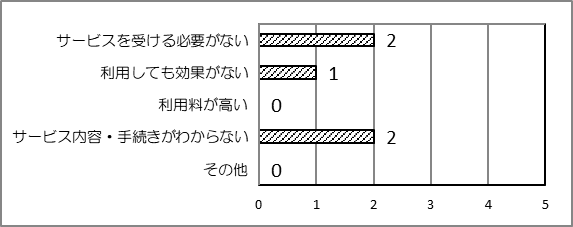 サービスを受ける必要がない 2
利用しても効果がない 1
利用料が高い 0
サービス内容・手続きがわからない 2
その他 0
0 1 2 3 4 5